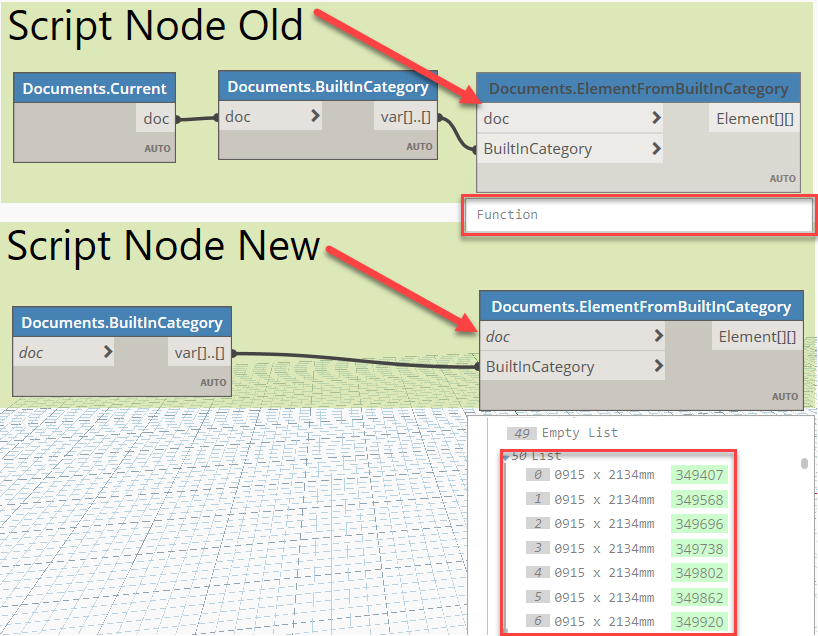 Script Node Old
Documents.Current
doc
AUTO
Documents.BuiltInCategory
doc > var[]..[]
AUTO
Documents.ElementFromBuiltInCategory
doc > Element[][]
BuiltInCategory >
AUTO
Function
Script Node New
Documents.BuiltInCategory
doc > var[]..[]
AUTO
Documents.ElementFromBuiltInCategory
doc > Element[][]
BuiltInCategory >
AUTO
49 Empty List
50 List
0 0915 x 2134mm 349407
1 0915 x 2134mm 349568
2 0915 x 2134mm 349696
3 0915 x 2134mm 349738
4 0915 x 2134mm 349802
5 0915 x 2134mm 349862
6 0915 x 2134mm 349920